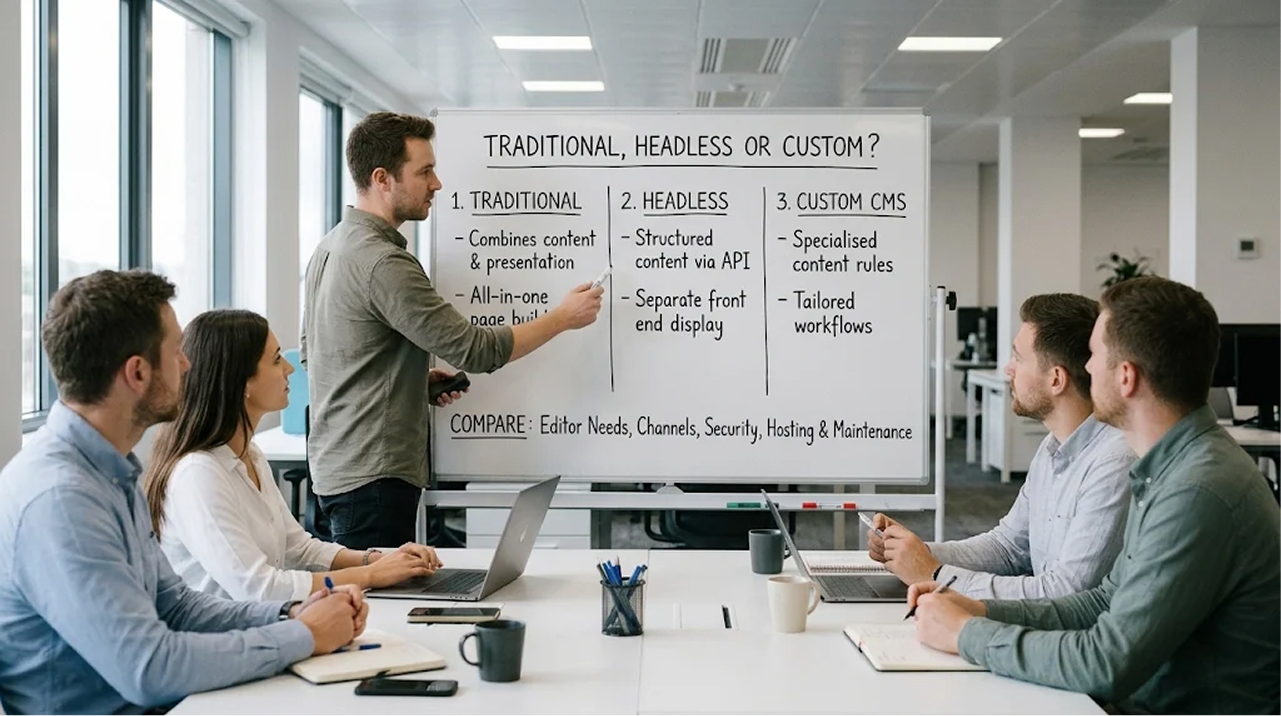 TRADITIONAL, HEADLESS OR CUSTOM?
1. TRADITIONAL
– Combines content
& presentation
– All-in-one
page
2. HEADLESS
– Structured
content via API
– Separate front
end display
3. CUSTOM CMS
– Specialised
content rules
– Tailored
workflows
COMPARE: Editor Needs, Channels, Security, Hosting & Maintenance